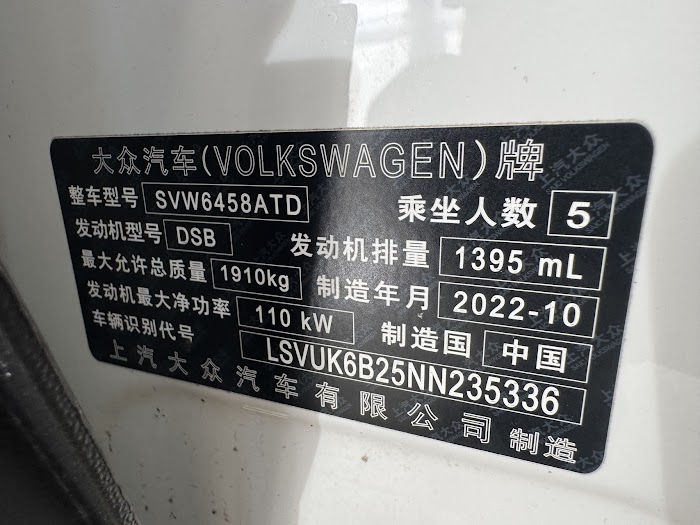 大众汽车(VOLKSWAGEN)牌
整车型号 SVW6458ATD 乘坐人数 5
发动机型号 DSB 发动机排量 1395 mL
最大允许总质量 1910kg 制造年月 2022-10
发动机最大净功率 110 kW 制造国 中国
车辆识别代号 LSVUK6B25NN235336
上汽大众汽车有限公司制造